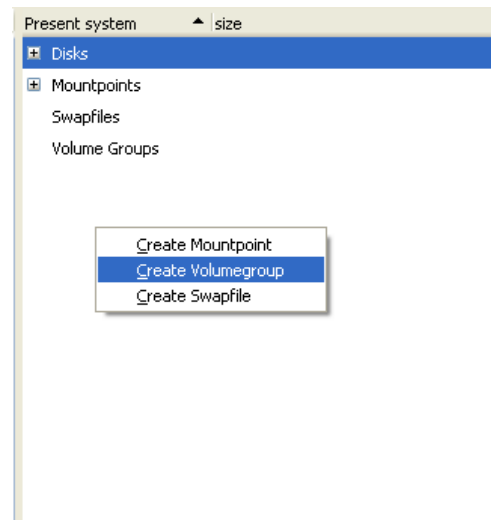 Present system size
Disks
Mountpoints
Swapfiles
Volume Groups
Create Mountpoint
Create Volumegroup
Create Swapfile